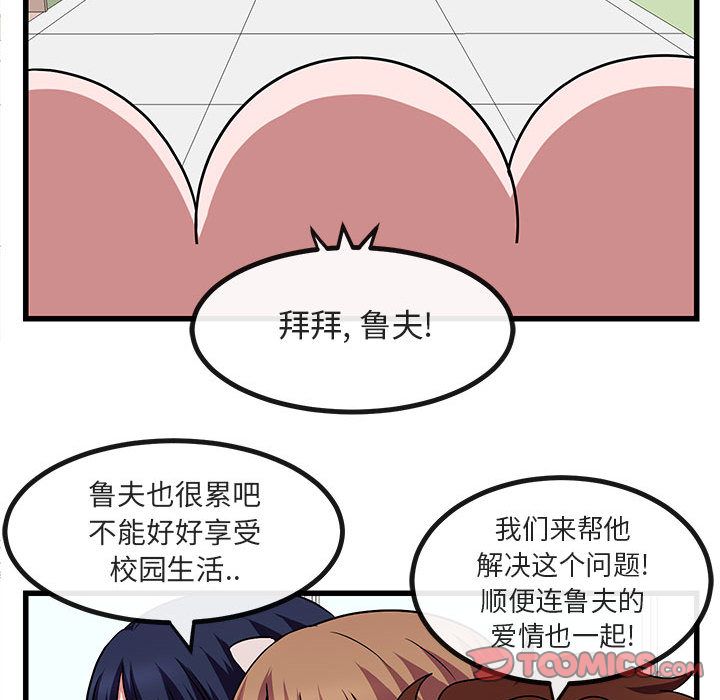 拜拜, 鲁夫!
鲁夫也很累吧
不能好好享受
校园生活..
我们来帮他
解决这个问题!
顺便连鲁夫的
爱情也一起!
TOOMICS.com